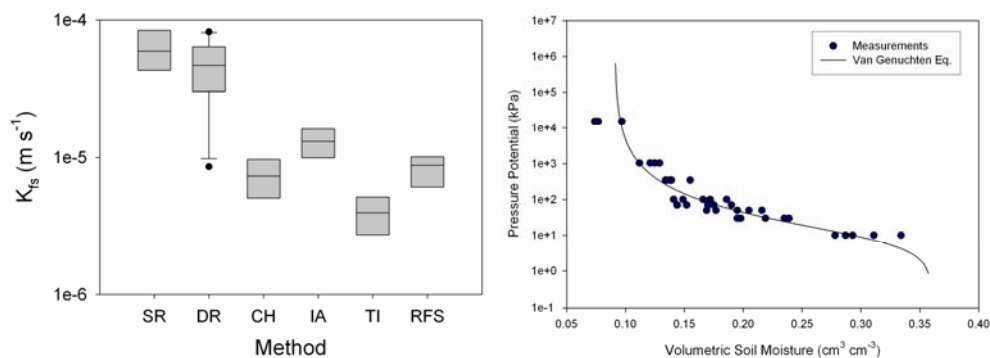 1e-4
1e-5
1e-6
K_fs (m s⁻¹)
SR DR CH IA TI RFS
Method
1e+7
1e+6
1e+5
1e+4
1e+3
1e+2
1e+1
1e+0
1e-1
Pressure Potential (kPa)
Measurements
Van Genuchten Eq.
0.05 0.10 0.15 0.20 0.25 0.30 0.35 0.40
Volumetric Soil Moisture (cm³ cm⁻³)